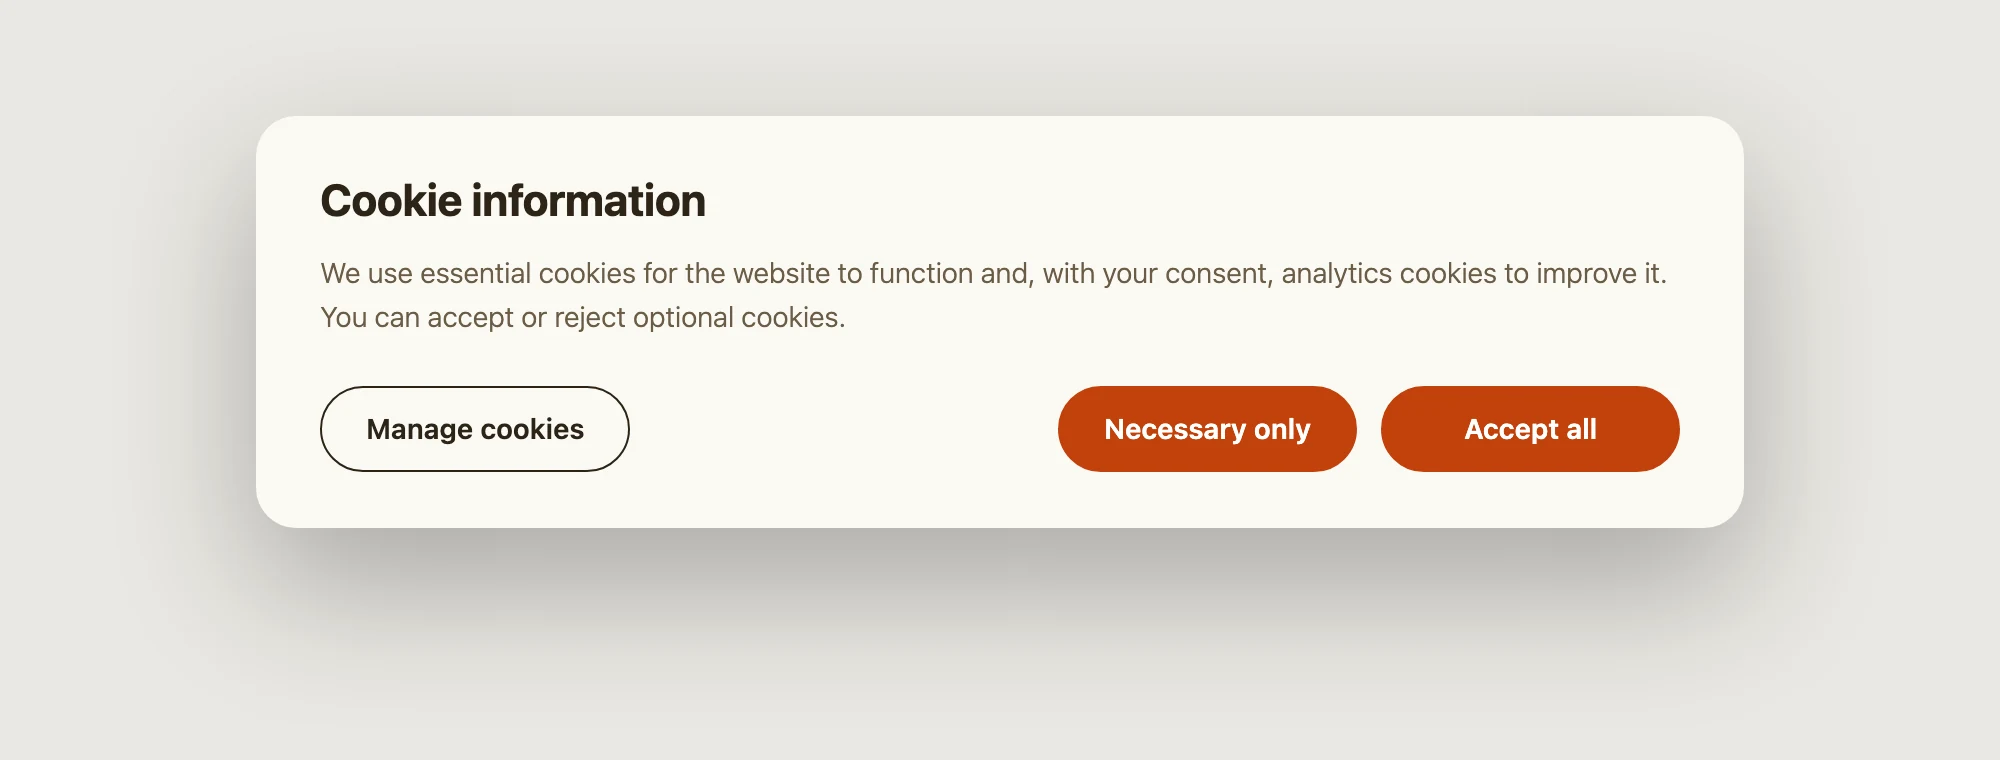 Cookie information
We use essential cookies for the website to function and, with your consent, analytics cookies to improve it.
You can accept or reject optional cookies.
Manage cookies
Necessary only
Accept all